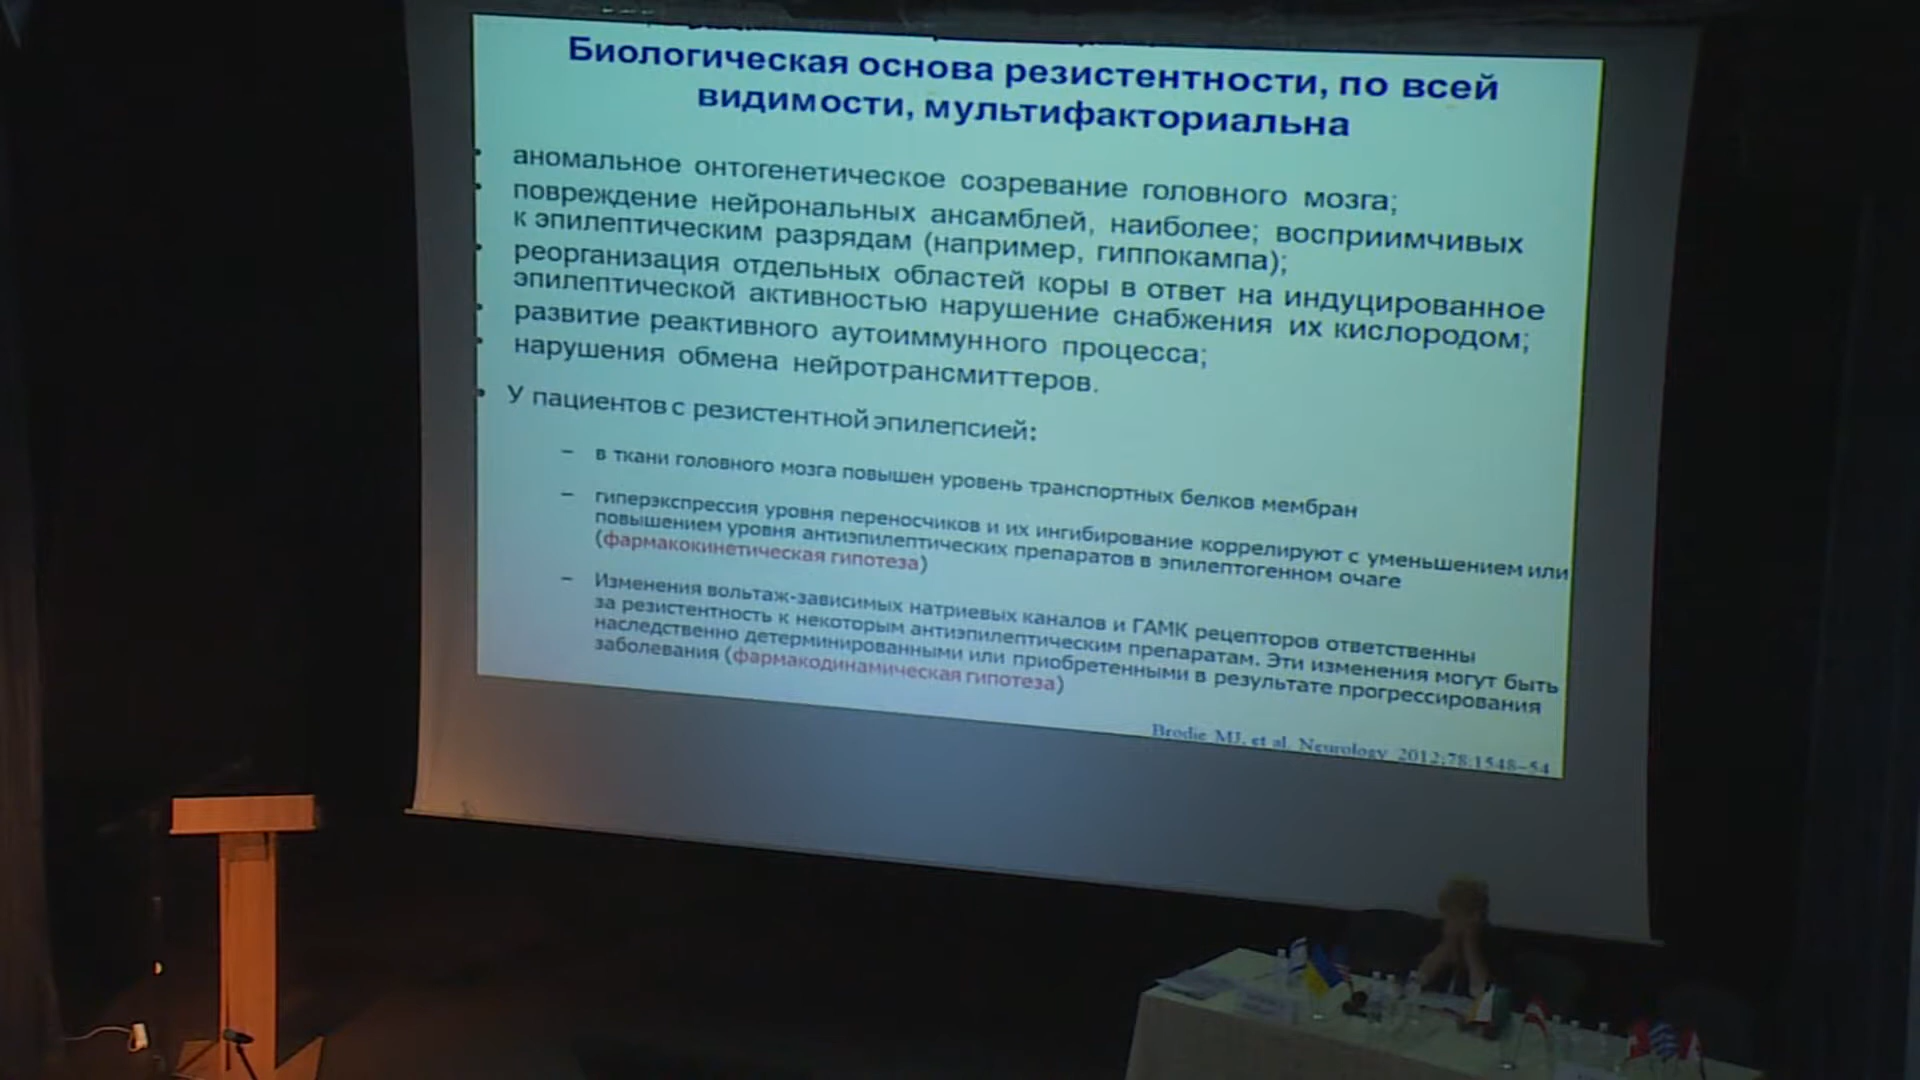 Биологическая основа резистентности, по всей
видимости, мультифакториальна
• аномальное онтогенетическое созревание головного мозга;
• повреждение нейрональных ансамблей, наиболее; восприимчивых
к эпилептическим разрядам (например, гиппокампа);
• реорганизация отдельных областей коры в ответ на индуцированное
эпилептической активностью нарушение снабжения их кислородом;
• развитие реактивного аутоиммунного процесса;
• нарушения обмена нейротрансмиттеров.
• У пациентов с резистентной эпилепсией:
– в ткани головного мозга повышен уровень транспортных белков мембран
– гиперэкспрессия уровня переносчиков и их ингибирование коррелируют с уменьшением или
повышением уровня антиэпилептических препаратов в эпилептогенном очаге
(фармакокинетическая гипотеза)
– Изменения вольтаж-зависимых натриевых каналов и ГАМК рецепторов ответственны
за резистентность к некоторым антиэпилептическим препаратам. Эти изменения могут быть
наследственно детерминированными или приобретенными в результате прогрессирования
заболевания (фармакодинамическая гипотеза)
Brodie MJ, et al. Neurology 2012;78:1548–54